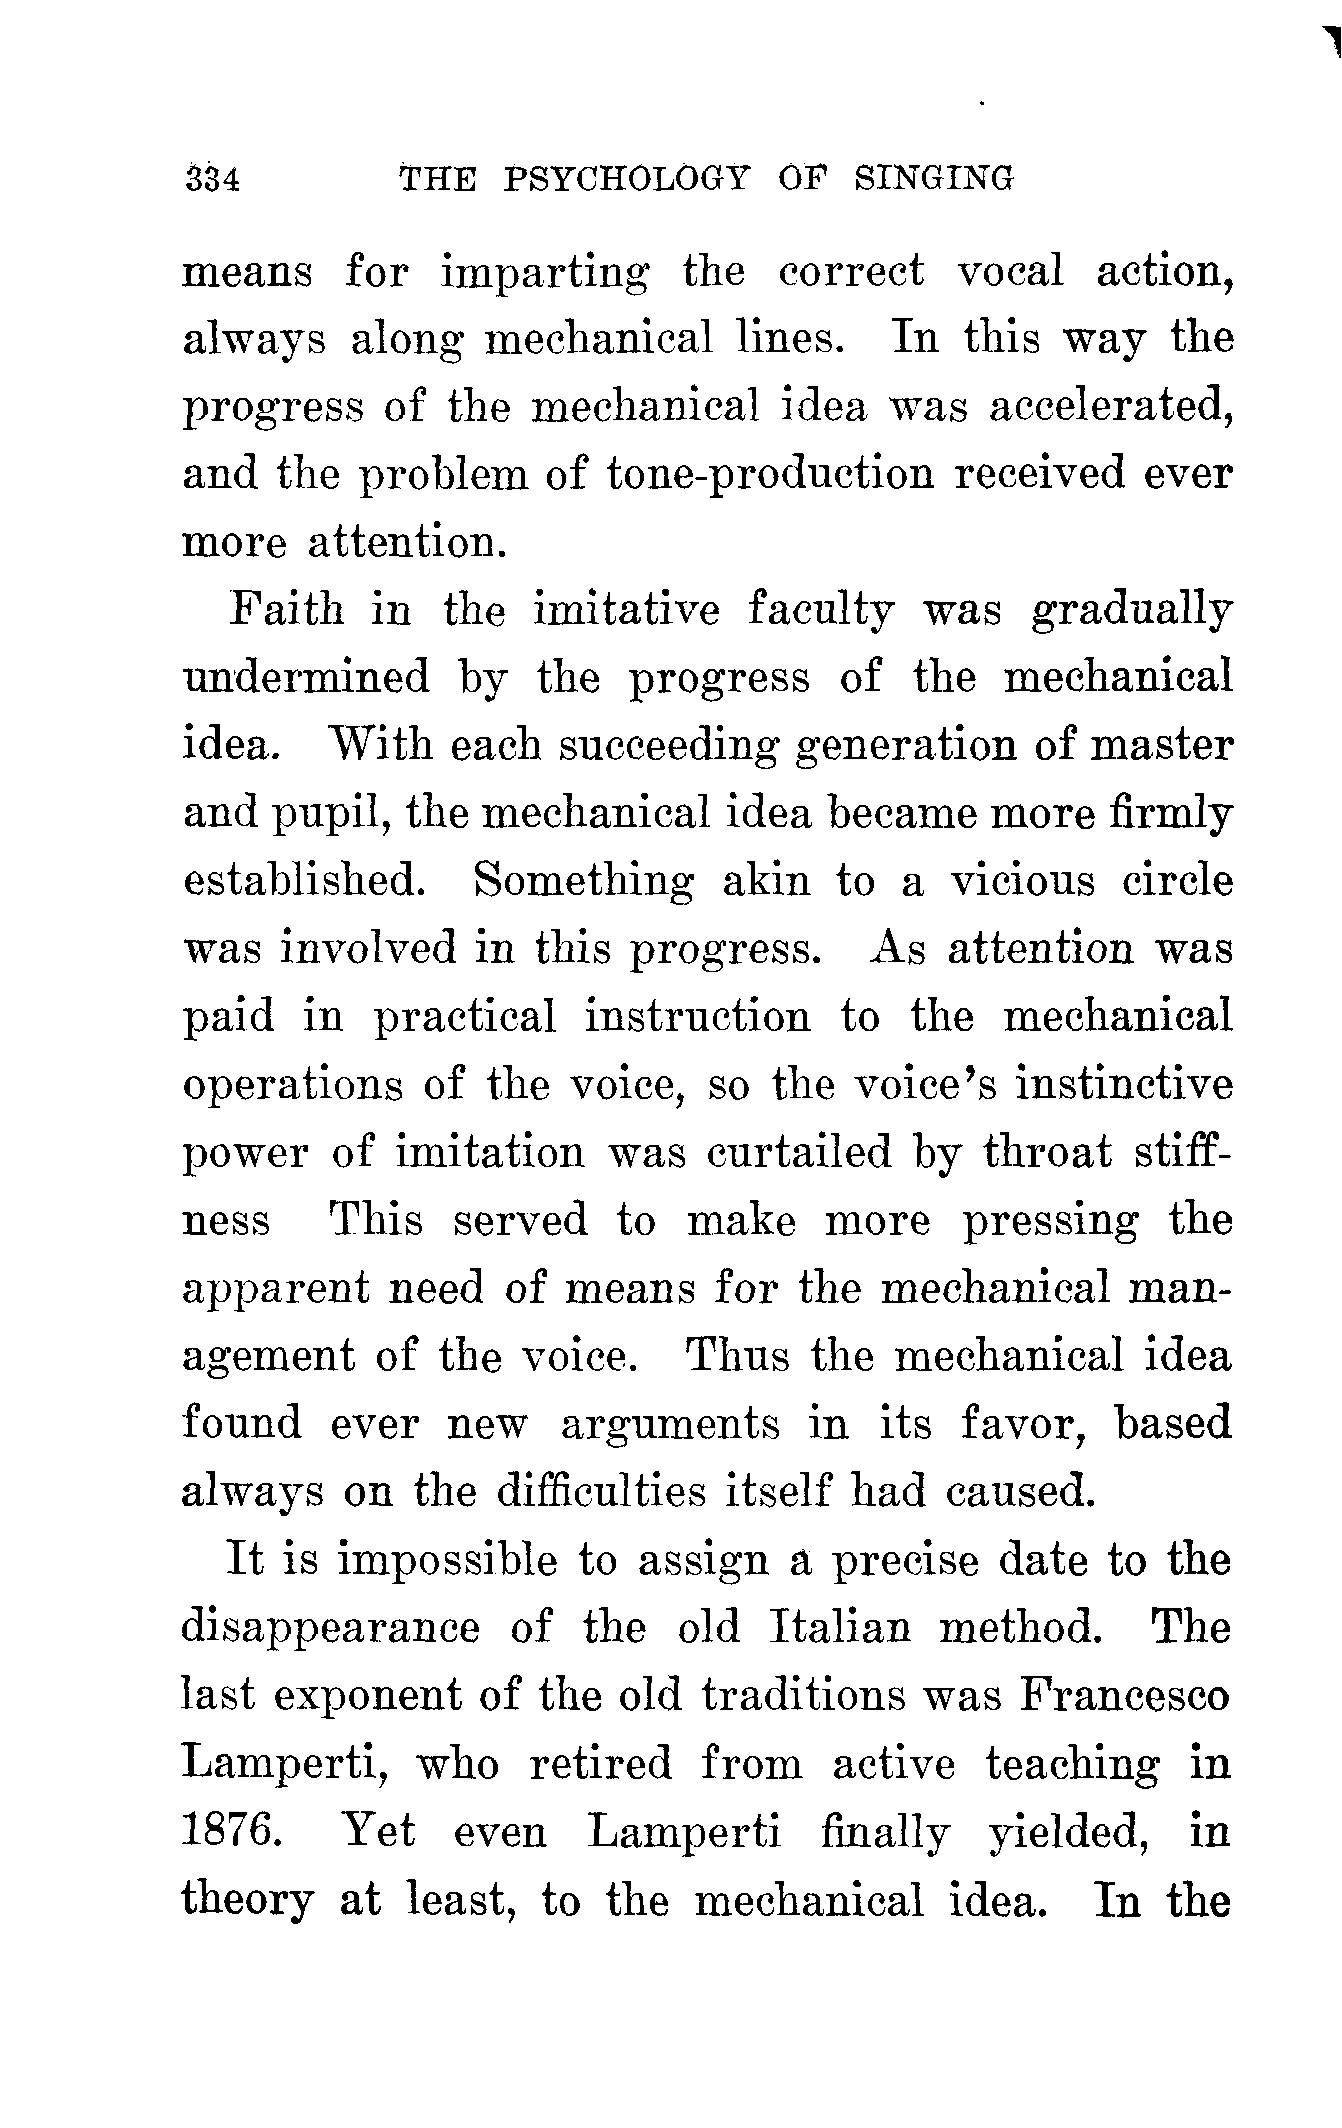 334 THE PSYCHOLOGY OF SINGING
means for imparting the correct vocal action,
always along mechanical lines. In this way the
progress of the mechanical idea was accelerated,
and the problem of tone-production received ever
more attention.
Faith in the imitative faculty was gradually
undermined by the progress of the mechanical
idea. With each succeeding generation of master
and pupil, the mechanical idea became more firmly
established. Something akin to a vicious circle
was involved in this progress. As attention was
paid in practical instruction to the mechanical
operations of the voice, so the voice's instinctive
power of imitation was curtailed by throat stiff-
ness This served to make more pressing the
apparent need of means for the mechanical man-
agement of the voice. Thus the mechanical idea
found ever new arguments in its favor, based
always on the difficulties itself had caused.
It is impossible to assign a precise date to the
disappearance of the old Italian method. The
last exponent of the old traditions was Francesco
Lamperti, who retired from active teaching in
1876. Yet even Lamperti finally yielded, in
theory at least, to the mechanical idea. In the